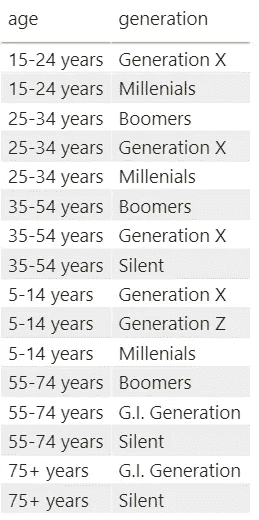 age generation
15-24 years Generation X
15-24 years Millenials
25-34 years Boomers
25-34 years Generation X
25-34 years Millenials
35-54 years Boomers
35-54 years Generation X
35-54 years Silent
5-14 years Generation X
5-14 years Generation Z
5-14 years Millenials
55-74 years Boomers
55-74 years G.I. Generation
55-74 years Silent
75+ years G.I. Generation
75+ years Silent